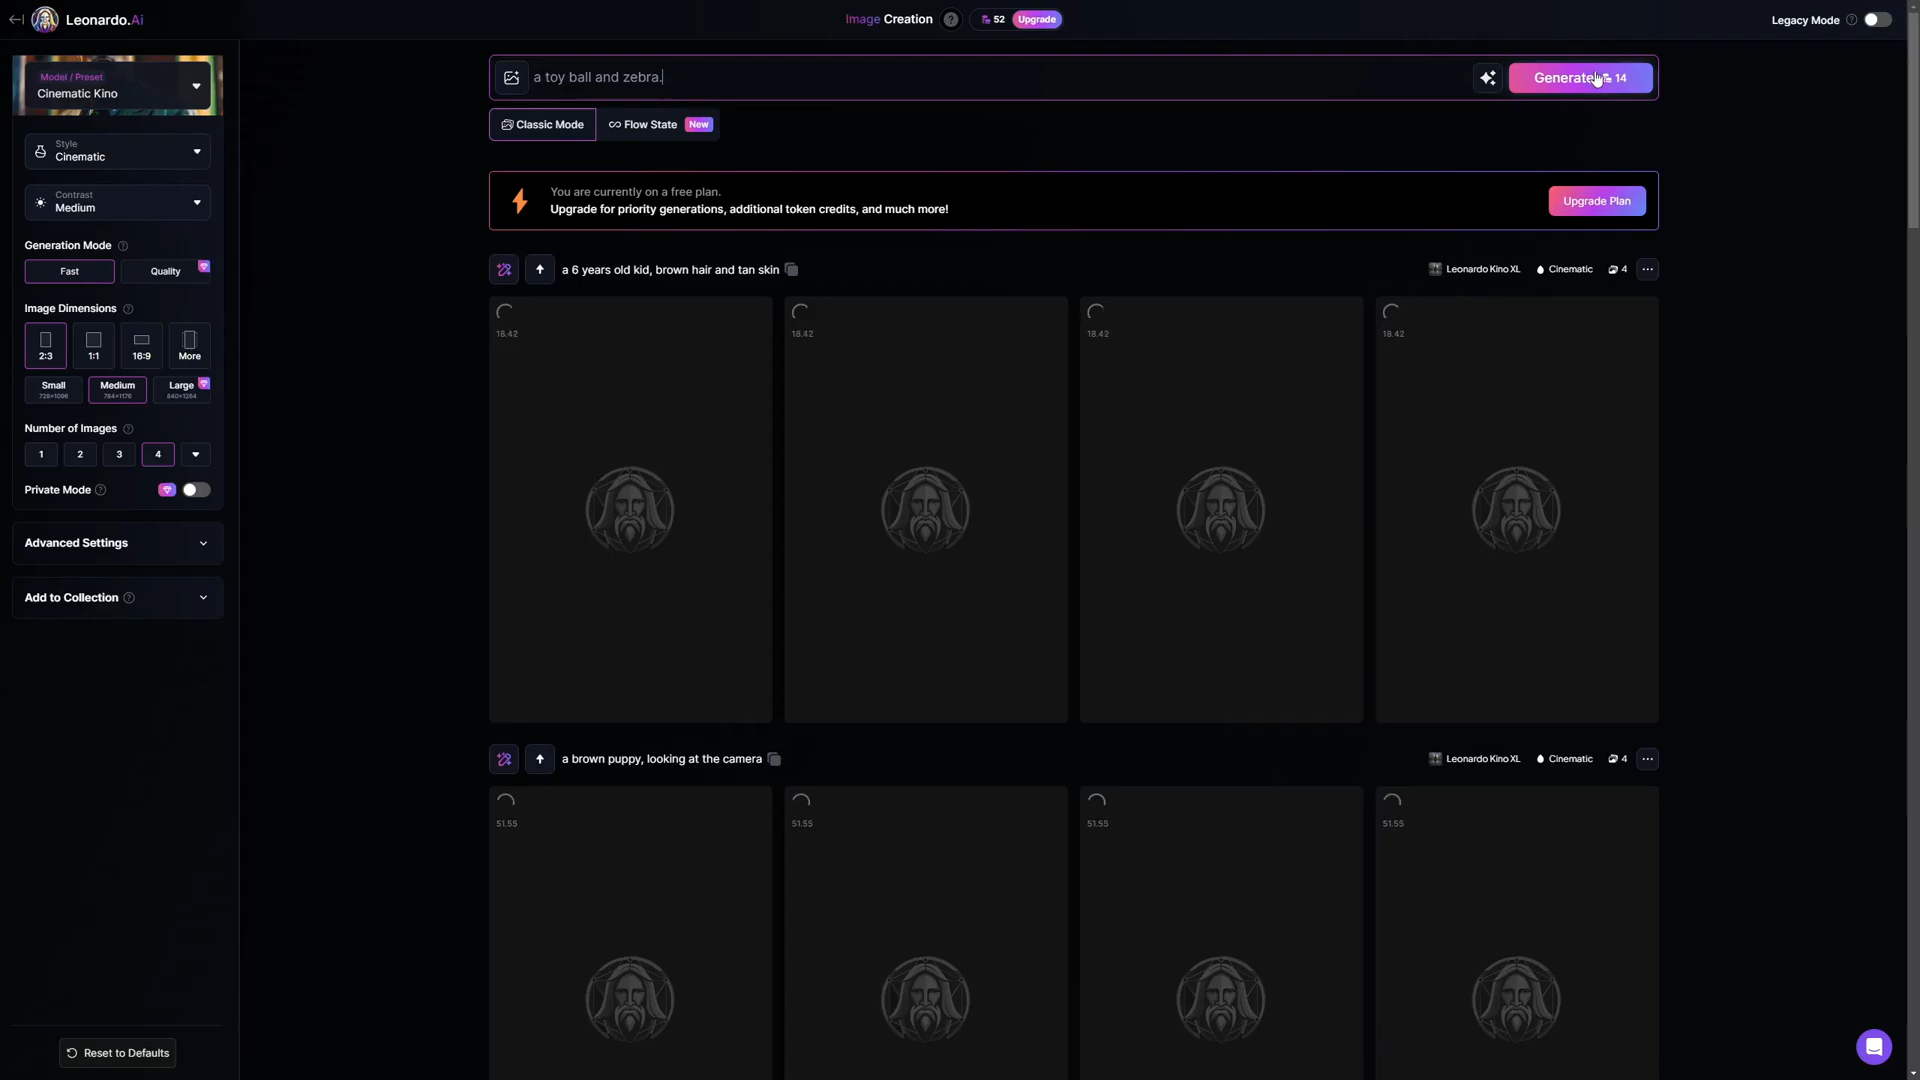 Leonardo.Ai
Image Creation ? 52 Upgrade
Legacy Mode ?
Model / Preset
Cinematic Kino
a toy ball and zebra.
Generate 14
Classic Mode
Flow State New
Style
Cinematic
Contrast
Medium
You are currently on a free plan.
Upgrade for priority generations, additional token credits, and much more!
Upgrade Plan
Generation Mode ?
Fast
Quality
Image Dimensions ?
2:3
1:1
16:9
More
Small
728×1096
Medium
784×1176
Large
840×1264
Number of Images ?
1
2
3
4
Private Mode ?
Advanced Settings
Add to Collection ?
Reset to Defaults
a 6 years old kid, brown hair and tan skin
Leonardo Kino XL Cinematic 4 ...
18.42
18.42
18.42
18.42
a brown puppy, looking at the camera
Leonardo Kino XL Cinematic 4 ...
51.55
51.55
51.55
51.55